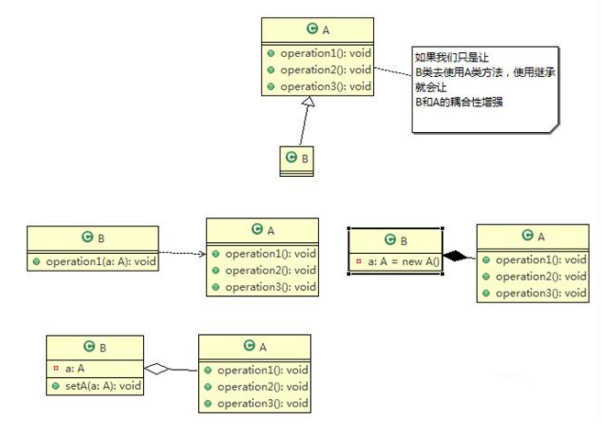 A
operation1(): void
operation2(): void
operation3(): void
如果我们只是让
B类去使用A类方法，使用继承
就会让
B和A的耦合性增强
B
B
operation1(a: A): void
A
operation1(): void
operation2(): void
operation3(): void
B
a: A = new A()
A
operation1(): void
operation2(): void
operation3(): void
B
a: A
setA(a: A): void
A
operation1(): void
operation2(): void
operation3(): void